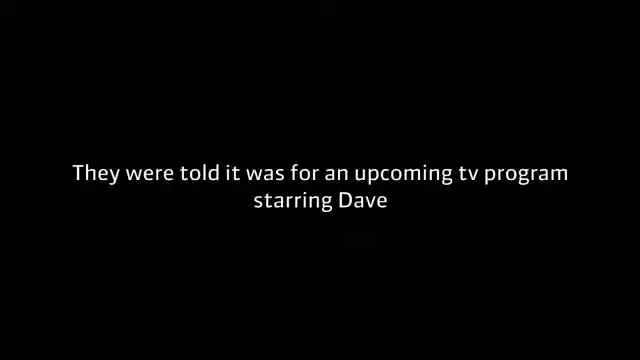 They were told it was for an upcoming tv program
starring Dave